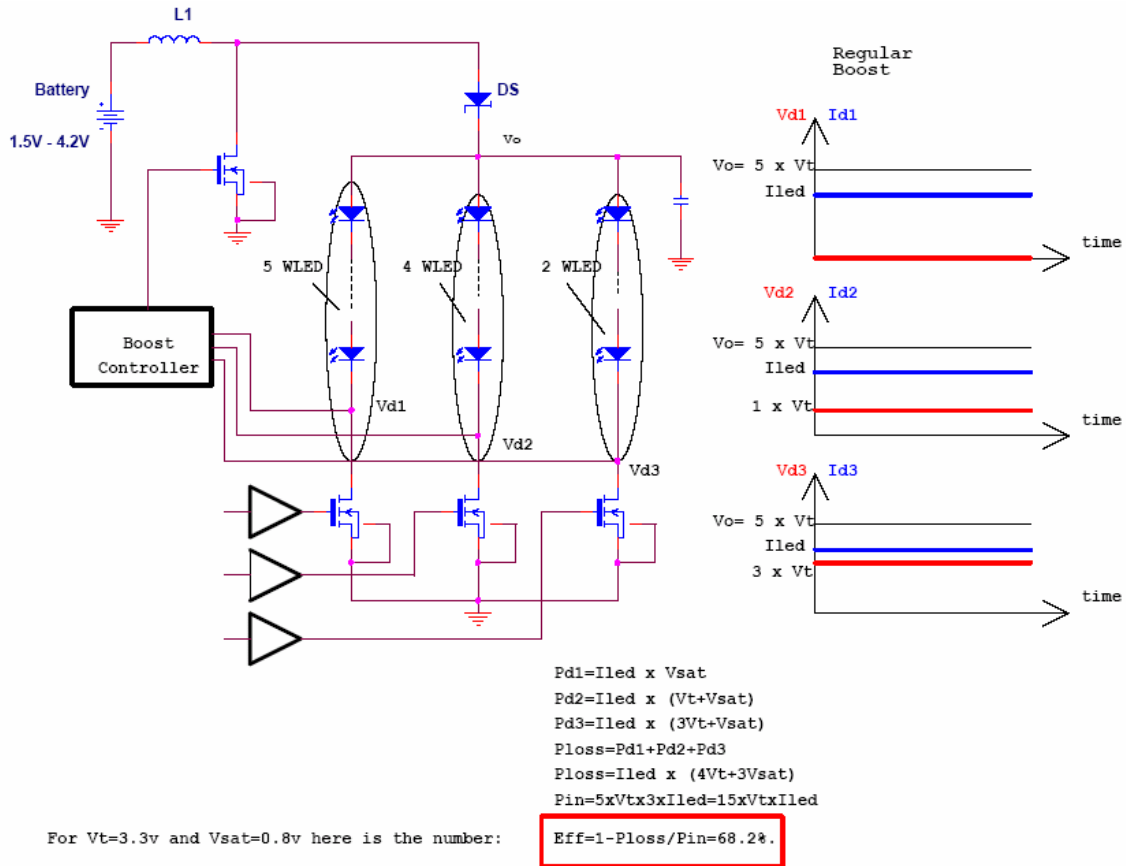 L1
Battery
1.5V - 4.2V
DS
Vo
5 WLED
4 WLED
2 WLED
Boost
Controller
Vd1
Vd2
Vd3
Regular
Boost
Vd1 Id1
Vo= 5 x Vt
Iled
time
Vd2 Id2
Vo= 5 x Vt
Iled
1 x Vt
Vd3 Id3
Vo= 5 x Vt
Iled
3 x Vt
time
Pd1=Iled x Vsat
Pd2=Iled x (Vt+Vsat)
Pd3=Iled x (3Vt+Vsat)
Ploss=Pd1+Pd2+Pd3
Ploss=Iled x (4Vt+3Vsat)
Pin=5xVtx3xIled=15xVtxIled
For Vt=3.3v and Vsat=0.8v here is the number: Eff=1-Ploss/Pin=68.2%.